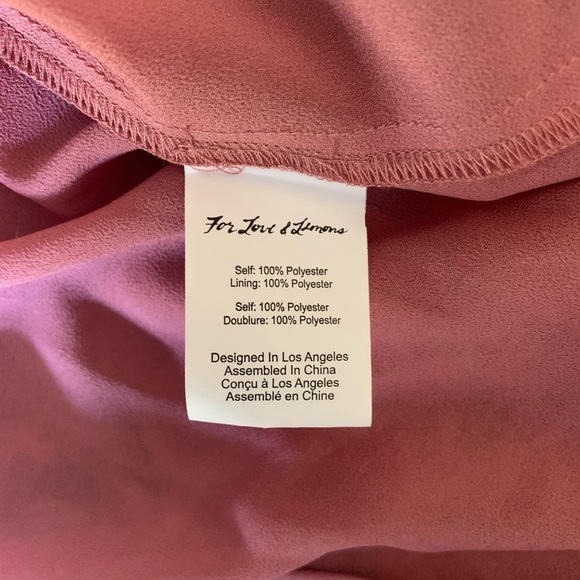 For Love & Lemons
Self: 100% Polyester
Lining: 100% Polyester
Self: 100% Polyester
Doublure: 100% Polyester
Designed In Los Angeles
Assembled In China
Conçu à Los Angeles
Assemblé en Chine